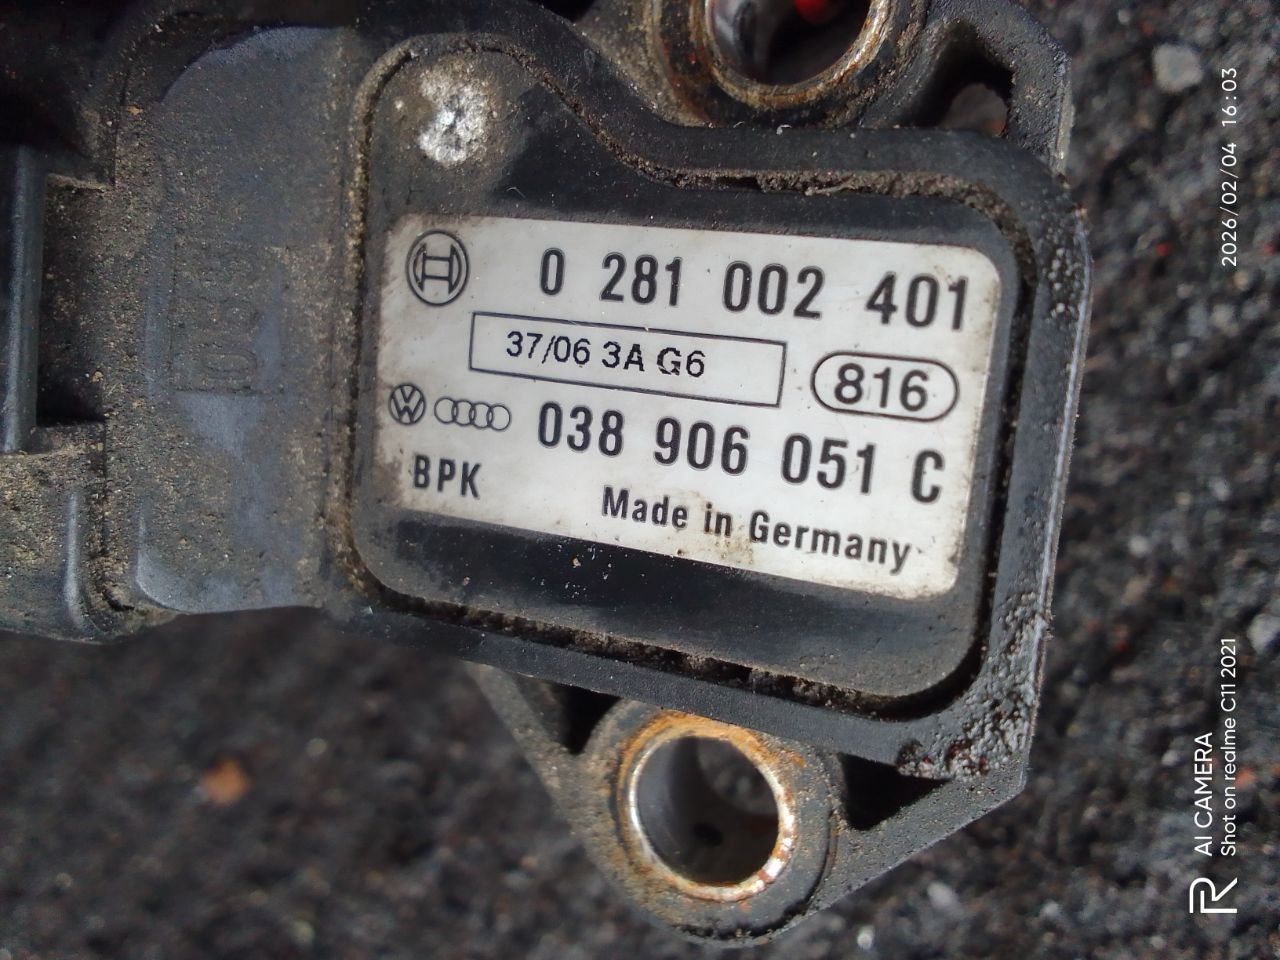 0 281 002 401
37/06 3A G6
816
038 906 051 C
BPK
Made in Germany
2026/02/04 16:03
AI CAMERA
Shot on realme C11 2021